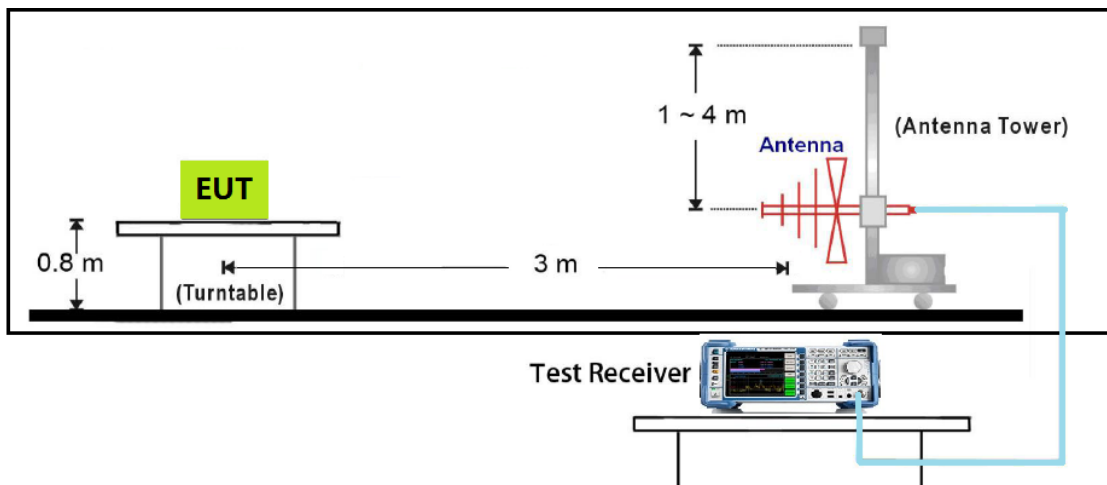 1 ~ 4 m
(Antenna Tower)
Antenna
EUT
0.8 m
3 m
(Turntable)
Test Receiver